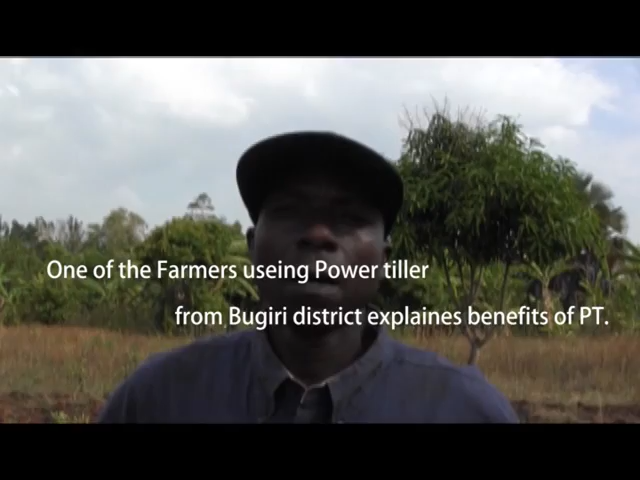 One of the Farmers useing Power tiller
from Bugiri district explaines benefits of PT.